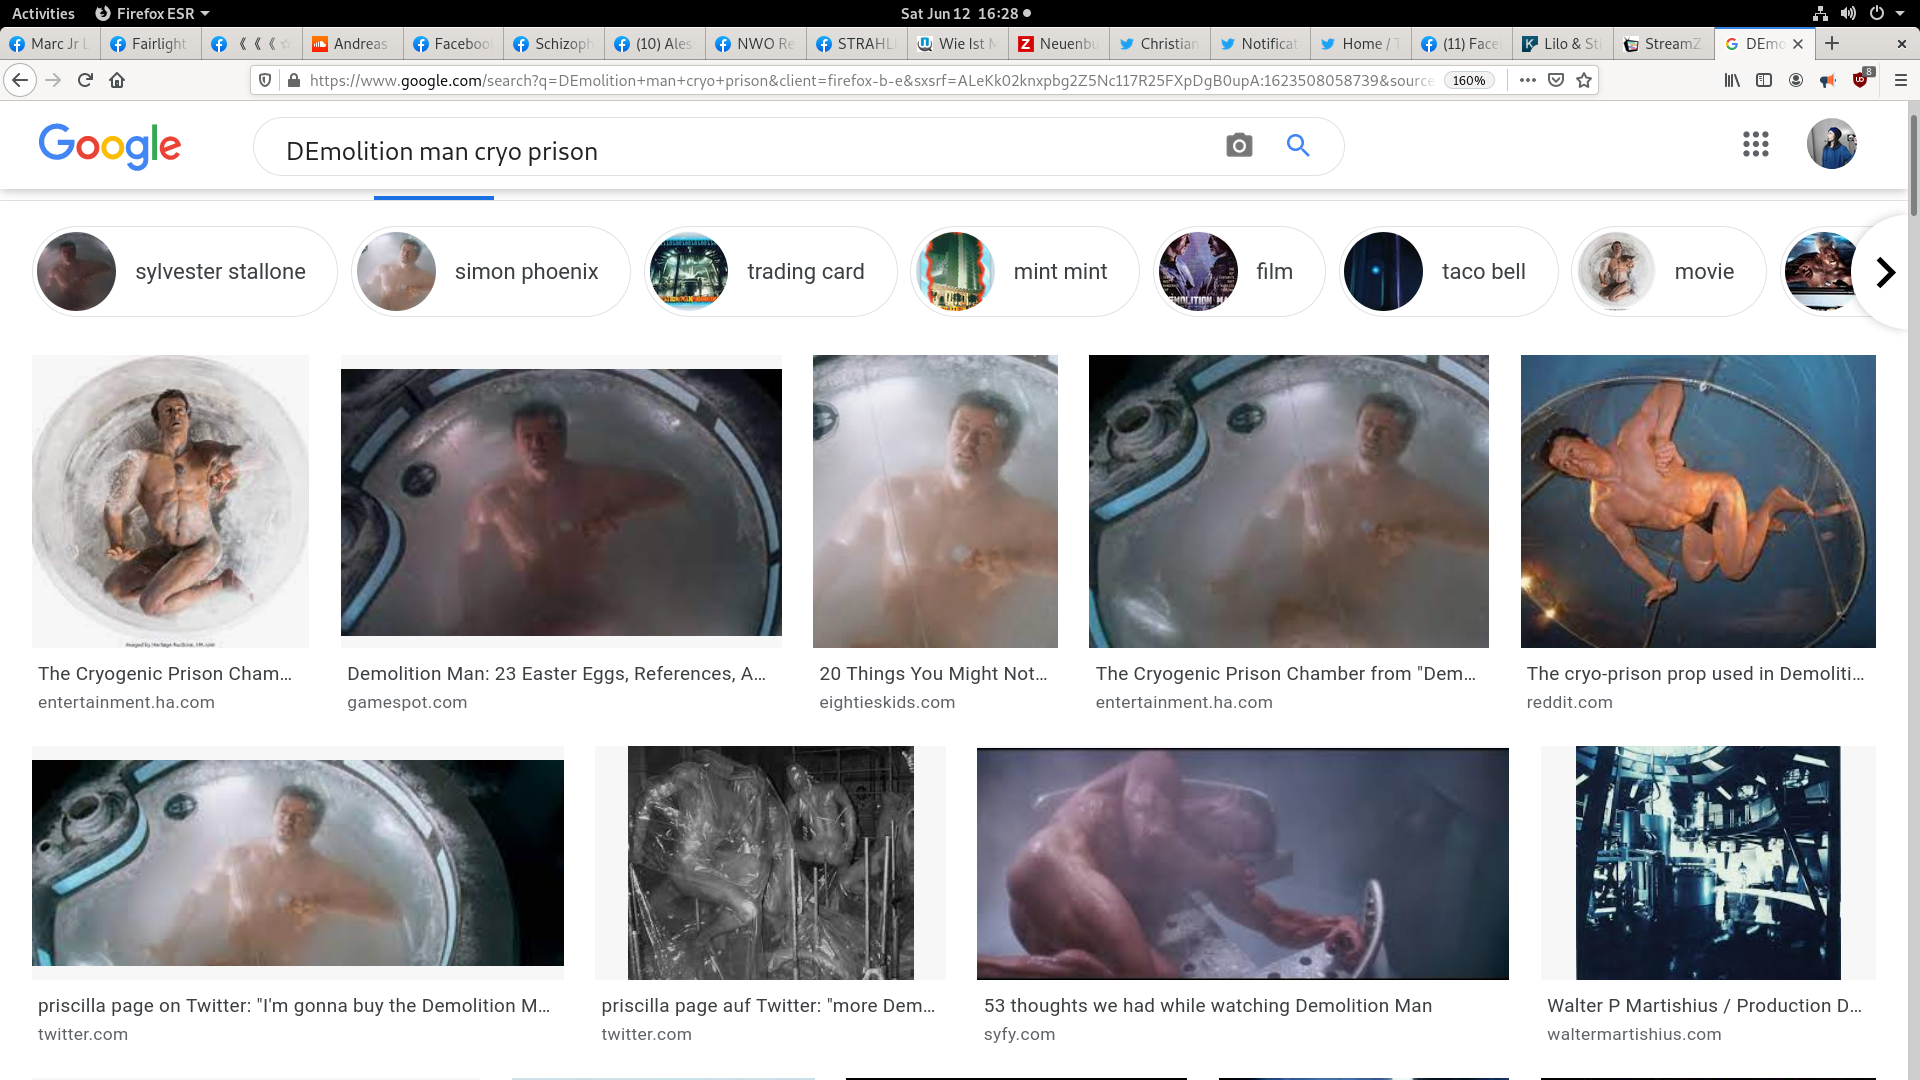 Activities Firefox ESR Sat Jun 12 16:28
Marc Jr L Fairlight 《 《 《 ☆ Andreas Faceboo Schizoph (10) Ales NWO Re STRAHL Wie Ist M Neuenbu Christian Notificat Home / T (11) Face Lilo & Sti StreamZ DEmo
https://www.google.com/search?q=DEmolition+man+cryo+prison&client=firefox-b-e&sxsrf=ALeKk02knxpbg2Z5Nc117R25FXpDgB0upA:1623508058739&source 160% 8
Google DEmolition man cryo prison
sylvester stallone simon phoenix trading card mint mint film taco bell movie
The Cryogenic Prison Cham... Demolition Man: 23 Easter Eggs, References, A... 20 Things You Might Not... The Cryogenic Prison Chamber from "Dem... The cryo-prison prop used in Demoliti...
entertainment.ha.com gamespot.com eightieskids.com entertainment.ha.com reddit.com
priscilla page on Twitter: "I'm gonna buy the Demolition M... priscilla page auf Twitter: "more Dem... 53 thoughts we had while watching Demolition Man Walter P Martishius / Production D...
twitter.com twitter.com syfy.com waltermartishius.com